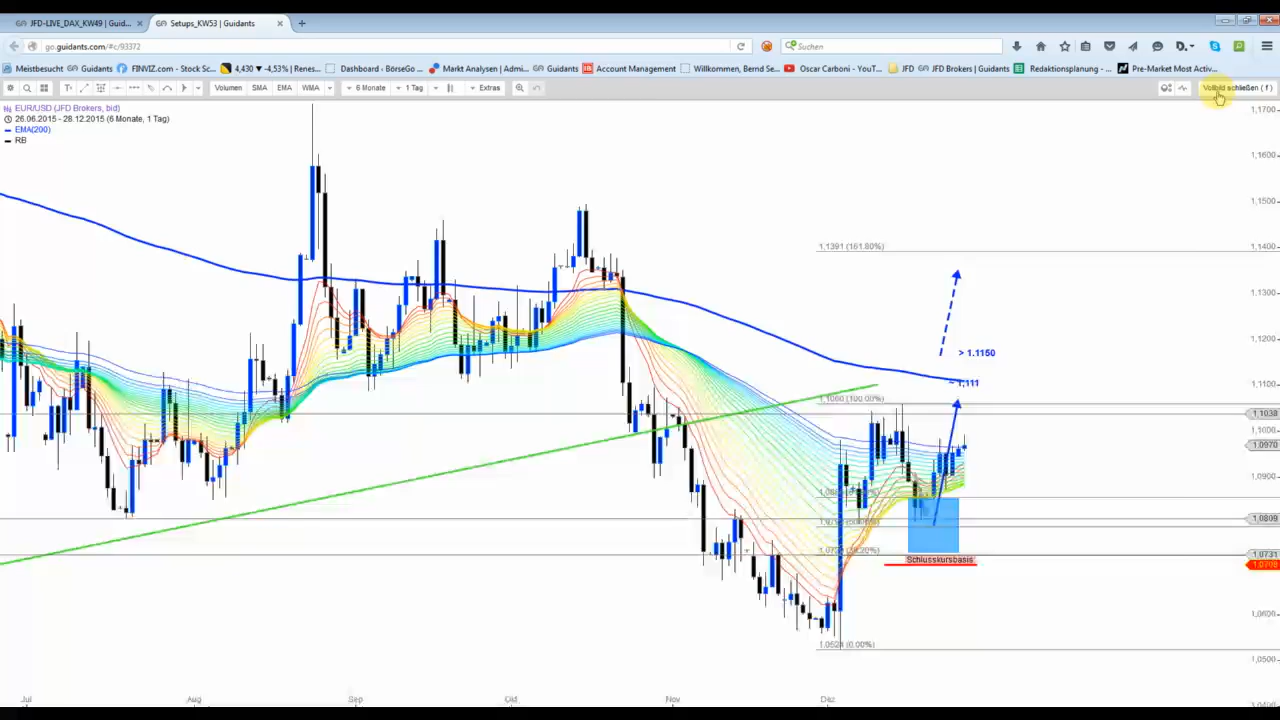 JFD-LIVE_DAX_KW49 | Guid...
Setups_KW53 | Guidants
go.guidants.com/#c/93372
Suchen
Meistbesucht
Guidants
FINVIZ.com - Stock Sc...
4,430 ▼ -4,53% | Renes...
Dashboard - BörseGo ...
Markt Analysen | Admi...
Guidants
Account Management
Willkommen, Bernd Se...
Oscar Carboni - YouT...
JFD
JFD Brokers | Guidants
Redaktionsplanung - ...
Pre-Market Most Activ...
Volumen
SMA
EMA
WMA
6 Monate
1 Tag
Extras
Vollbild schließen ( f )
EUR/USD (JFD Brokers, bid)
26.06.2015 - 28.12.2015 (6 Monate, 1 Tag)
EMA(200)
RB
1,1700
1,1600
1,1500
1,1400
1,1391 (161.80%)
1,1300
1,1200
> 1.1150
~ 1,111
1,1100
1,1060 (100.00%)
1,1038
1,1000
1,0970
1,0900
1,0809
1,0731
Schlusskursbasis
1,0709
1,0600
1,0524 (0.00%)
1,0500
Jul
Aug
Sep
Okt
Nov
Dez